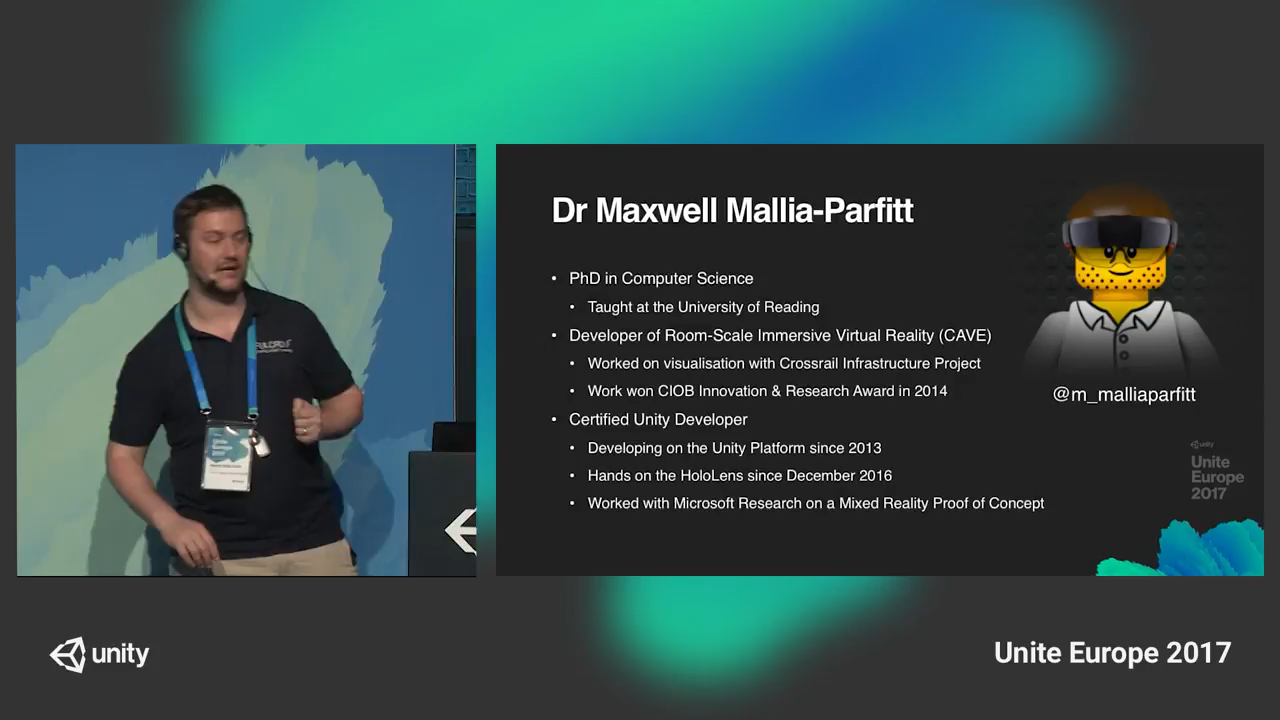 Dr Maxwell Mallia-Parfitt
• PhD in Computer Science
• Taught at the University of Reading
• Developer of Room-Scale Immersive Virtual Reality (CAVE)
• Worked on visualisation with Crossrail Infrastructure Project
• Work won CIOB Innovation & Research Award in 2014
• Certified Unity Developer
• Developing on the Unity Platform since 2013
• Hands on the HoloLens since December 2016
• Worked with Microsoft Research on a Mixed Reality Proof of Concept
@m_malliaparfitt
unity
Unite
Europe
2017
Unite
Europe
2017
unity
Unite Europe 2017